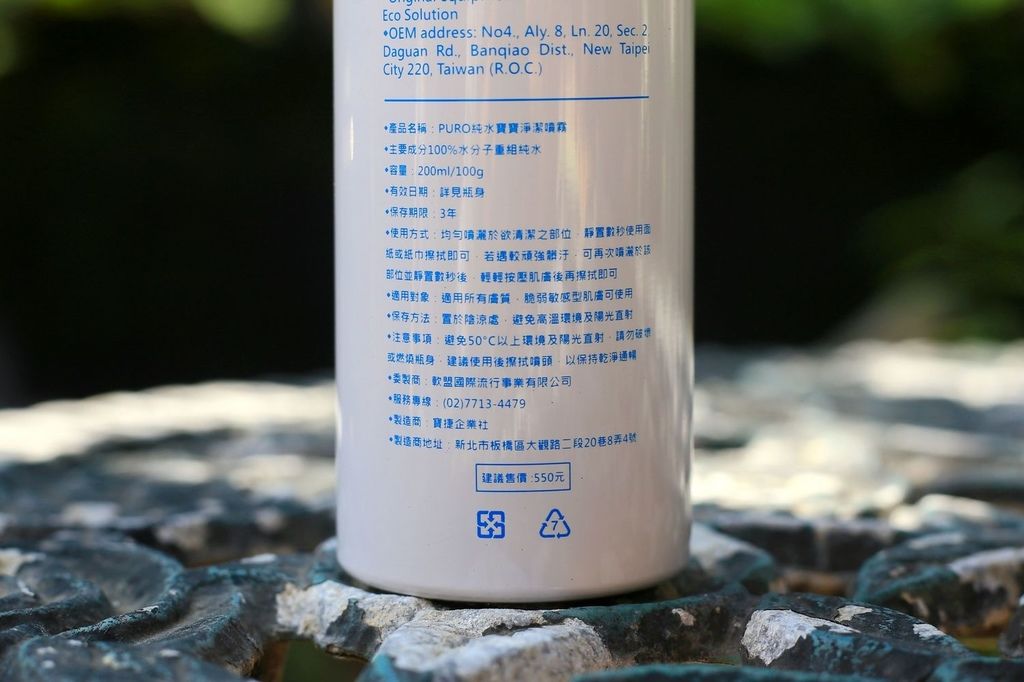 Eco Solution
•OEM address: No4., Aly. 8, Ln. 20, Sec.2
Daguan Rd., Banqiao Dist., New Taipei
City 220, Taiwan (R.O.C.)
•產品名稱：PURO純水寶寶淨潔噴霧
•主要成分100%水分子重組純水
•容量：200ml/100g
•有效日期：詳見瓶身
•保存期限：3年
•使用方式：均勻噴灑於欲清潔之部位，靜置數秒使用面
紙或紙巾擦拭即可，若遇較頑強髒汙，可再次噴灑於該
部位並靜置數秒後，輕輕按壓肌膚後再擦拭即可
•適用對象：適用所有膚質，脆弱敏感型肌膚可使用
•保存方法：置於陰涼處，避免高溫環境及陽光直射
•注意事項：避免50°C以上環境及陽光直射，請勿破壞
或燃燒瓶身，建議使用後擦拭噴頭，以保持乾淨通暢
•委製商：軟盟國際流行事業有限公司
•服務專線：(02)7713-4479
•製造商：寶捷企業社
•製造商地址：新北市板橋區大觀路二段20巷8弄4號
建議售價:550元
7